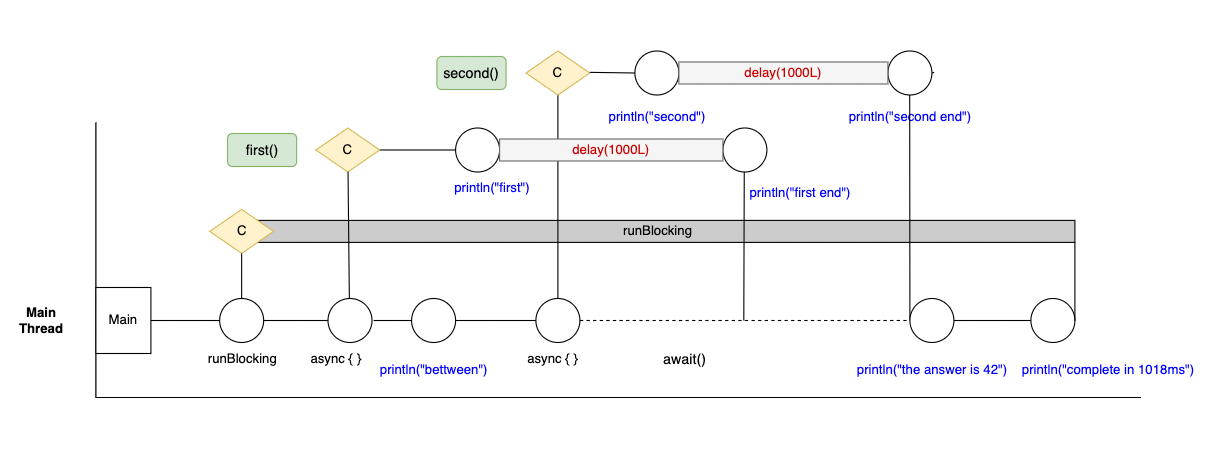 second()
C
delay(1000L)
println("second")
println("second end")
first()
C
delay(1000L)
println("first")
println("first end")
C
runBlocking
Main
Thread
Main
runBlocking
async { }
println("bettween")
async { }
await()
println("the answer is 42")
println("complete in 1018ms")